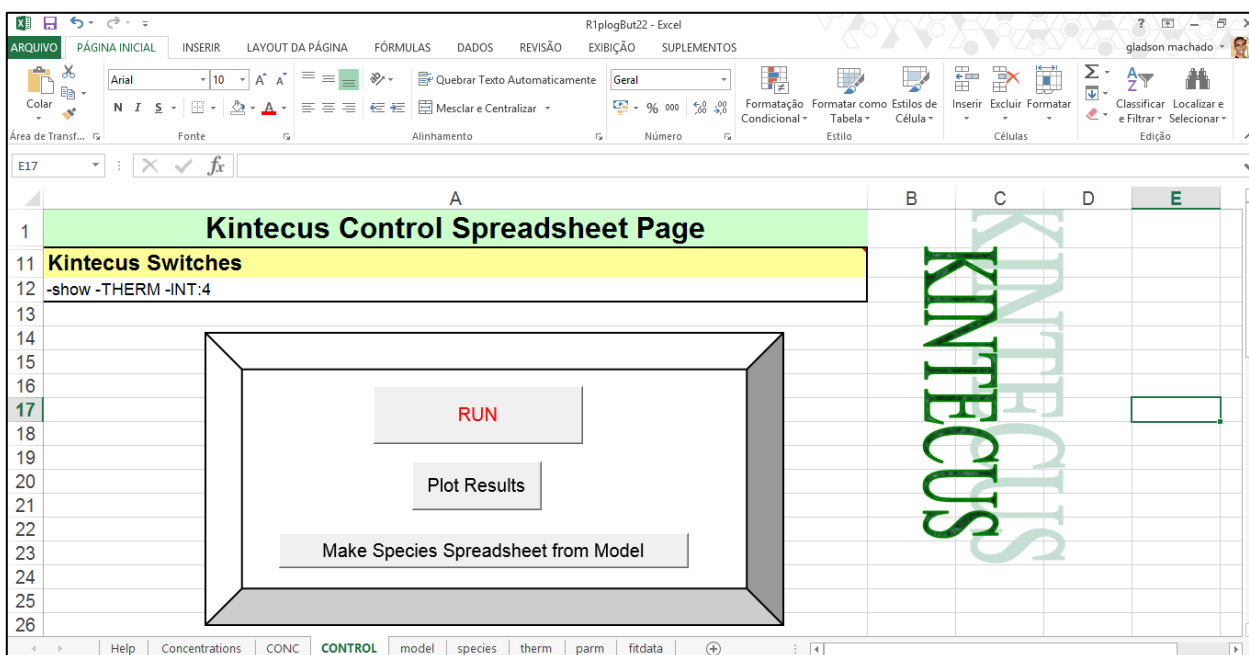 R1plogBut22 - Excel
ARQUIVO PÁGINA INICIAL INSERIR LAYOUT DA PÁGINA FÓRMULAS DADOS REVISÃO EXIBIÇÃO SUPLEMENTOS gladson machado
Arial 10 Quebrar Texto Automaticamente Geral
Colar N I S A % 000 Mesclar e Centralizar
Formatação Condicional Formatar como Tabela Estilos de Célula Inserir Excluir Formatar Classificar e Filtrar Localizar e Selecionar
Área de Transf... Fonte Alinhamento Número Estilo Células Edição
E17 fx
A B C D E
1 Kintecus Control Spreadsheet Page
11 Kintecus Switches
12 -show -THERM -INT:4
13
14
15
16
17 RUN
18
19
20 Plot Results
21
22
23 Make Species Spreadsheet from Model
24
25
26
KINTECUS
KINTECUS
Help Concentrations CONC CONTROL model species therm parm fitdata